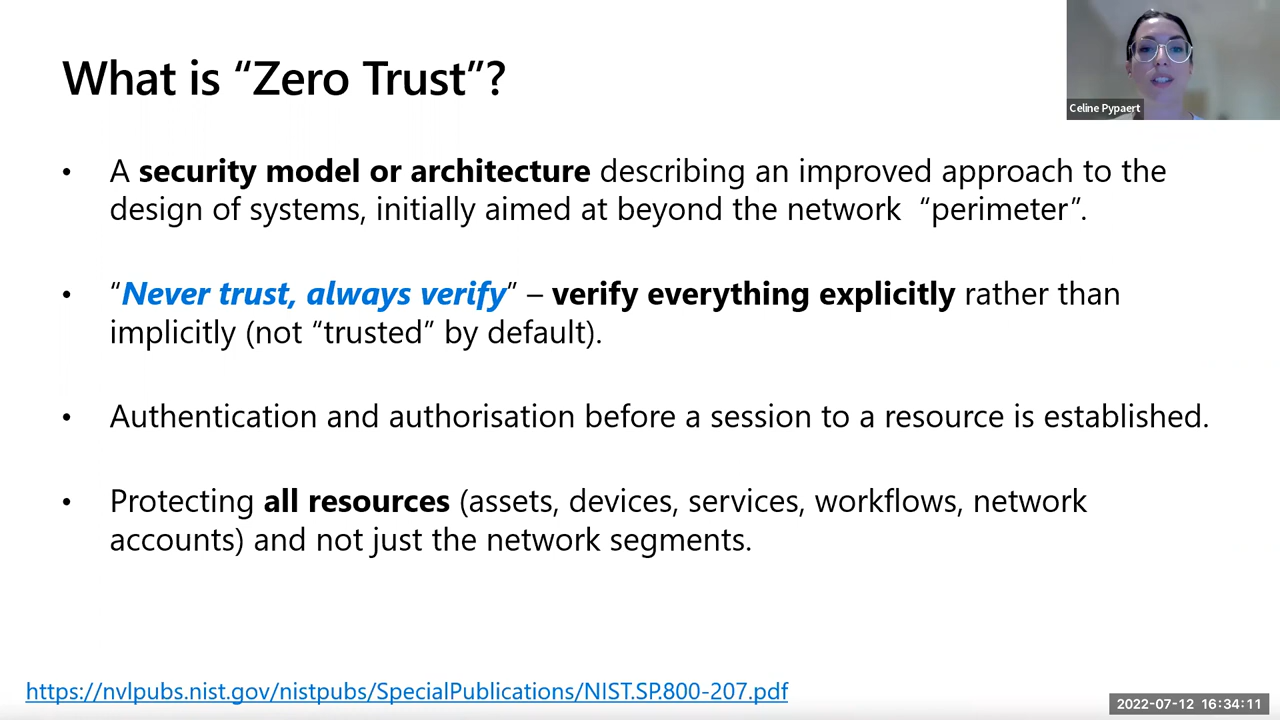 What is “Zero Trust”?
Celine Pypaert
• A security model or architecture describing an improved approach to the
design of systems, initially aimed at beyond the network “perimeter”.
• “Never trust, always verify” – verify everything explicitly rather than
implicitly (not “trusted” by default).
• Authentication and authorisation before a session to a resource is established.
• Protecting all resources (assets, devices, services, workflows, network
accounts) and not just the network segments.
https://nvlpubs.nist.gov/nistpubs/SpecialPublications/NIST.SP.800-207.pdf
2022-07-12 16:34:11